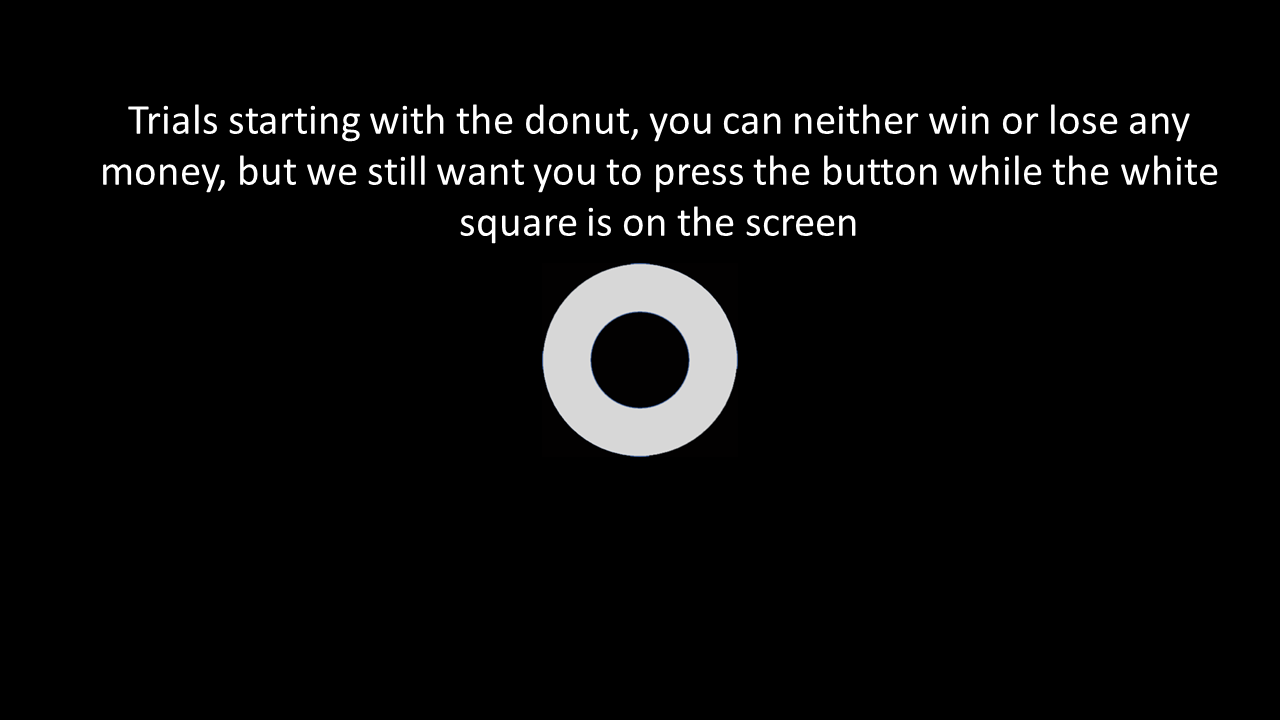 Trials starting with the donut, you can neither win or lose any
money, but we still want you to press the button while the white
square is on the screen